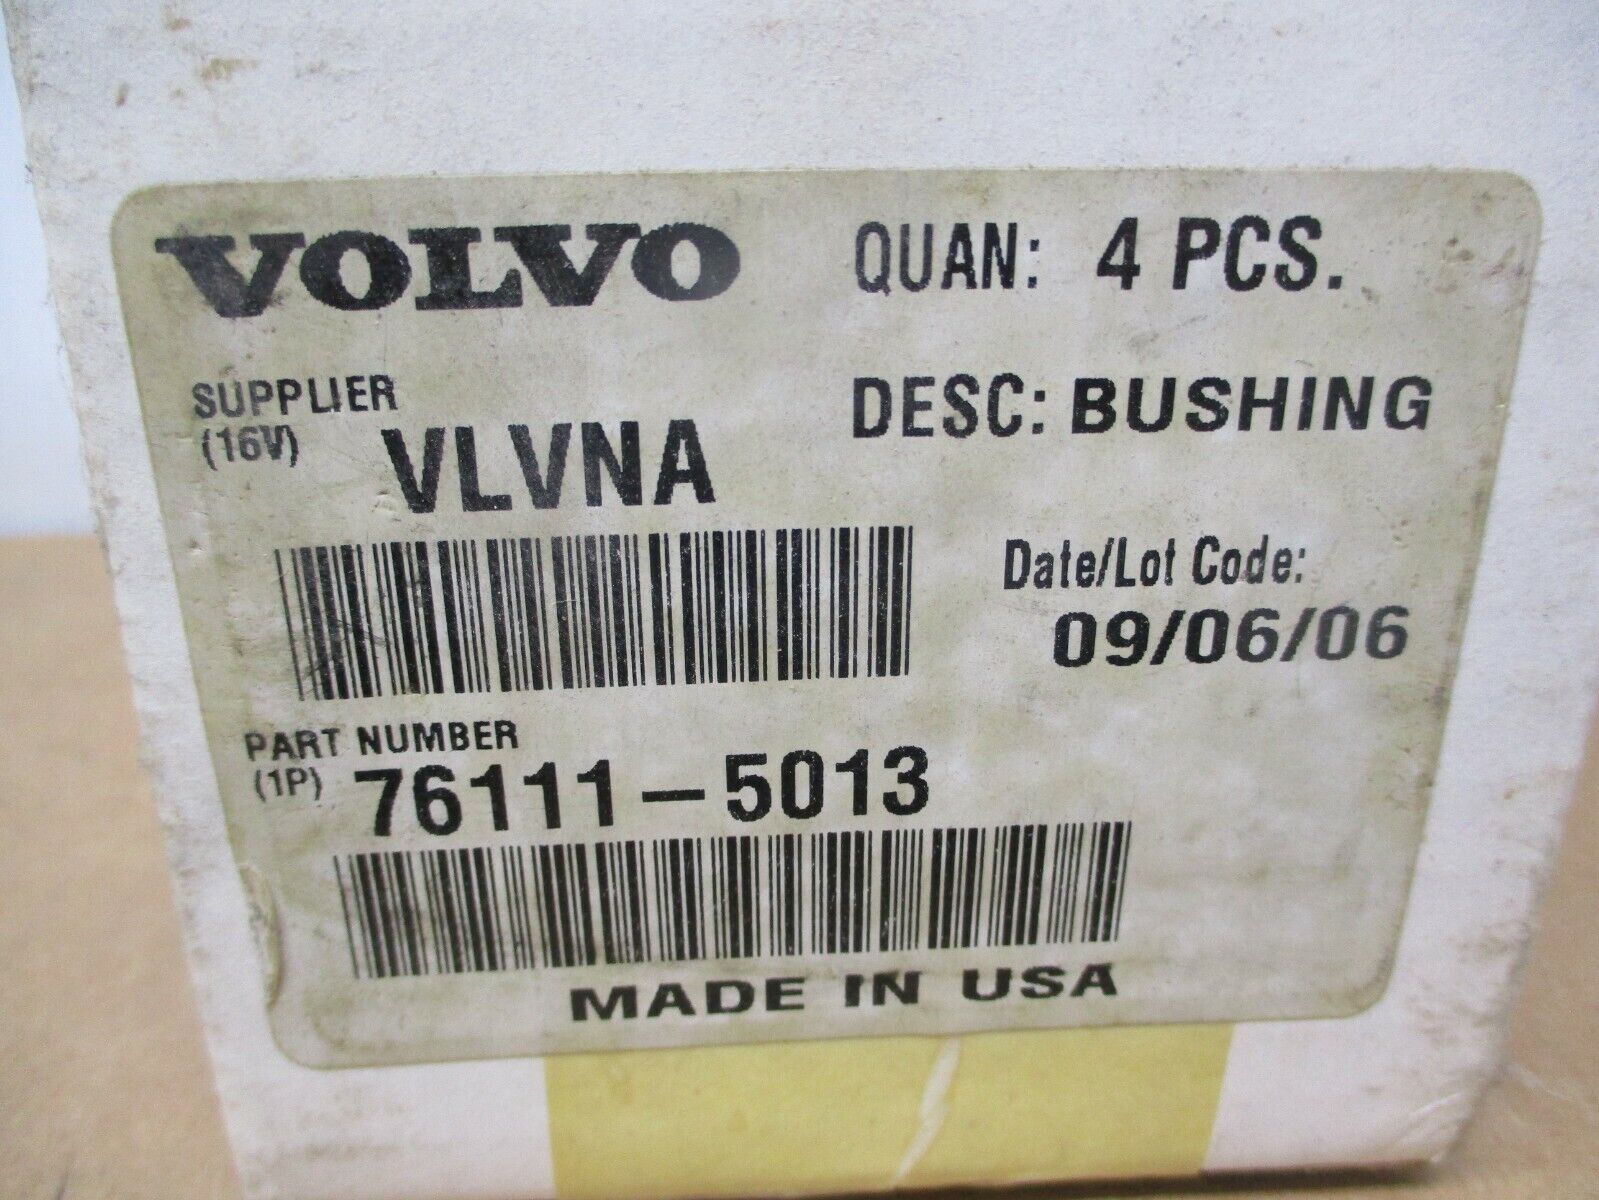 VOLVO
QUAN: 4 PCS.
SUPPLIER
(16V) VLVNA
DESC: BUSHING
Date/Lot Code:
09/06/06
PART NUMBER
(1P) 76111-5013
MADE IN USA